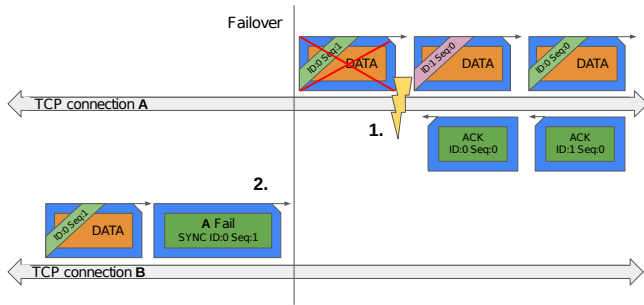 Failover
ID:0 Seq:1
DATA
ID:1 Seq:0
DATA
ID:0 Seq:0
DATA
TCP connection A
1.
ACK
ID:0 Seq:0
ACK
ID:1 Seq:0
2.
ID:0 Seq:1
DATA
A Fail
SYNC ID:0 Seq:1
TCP connection B